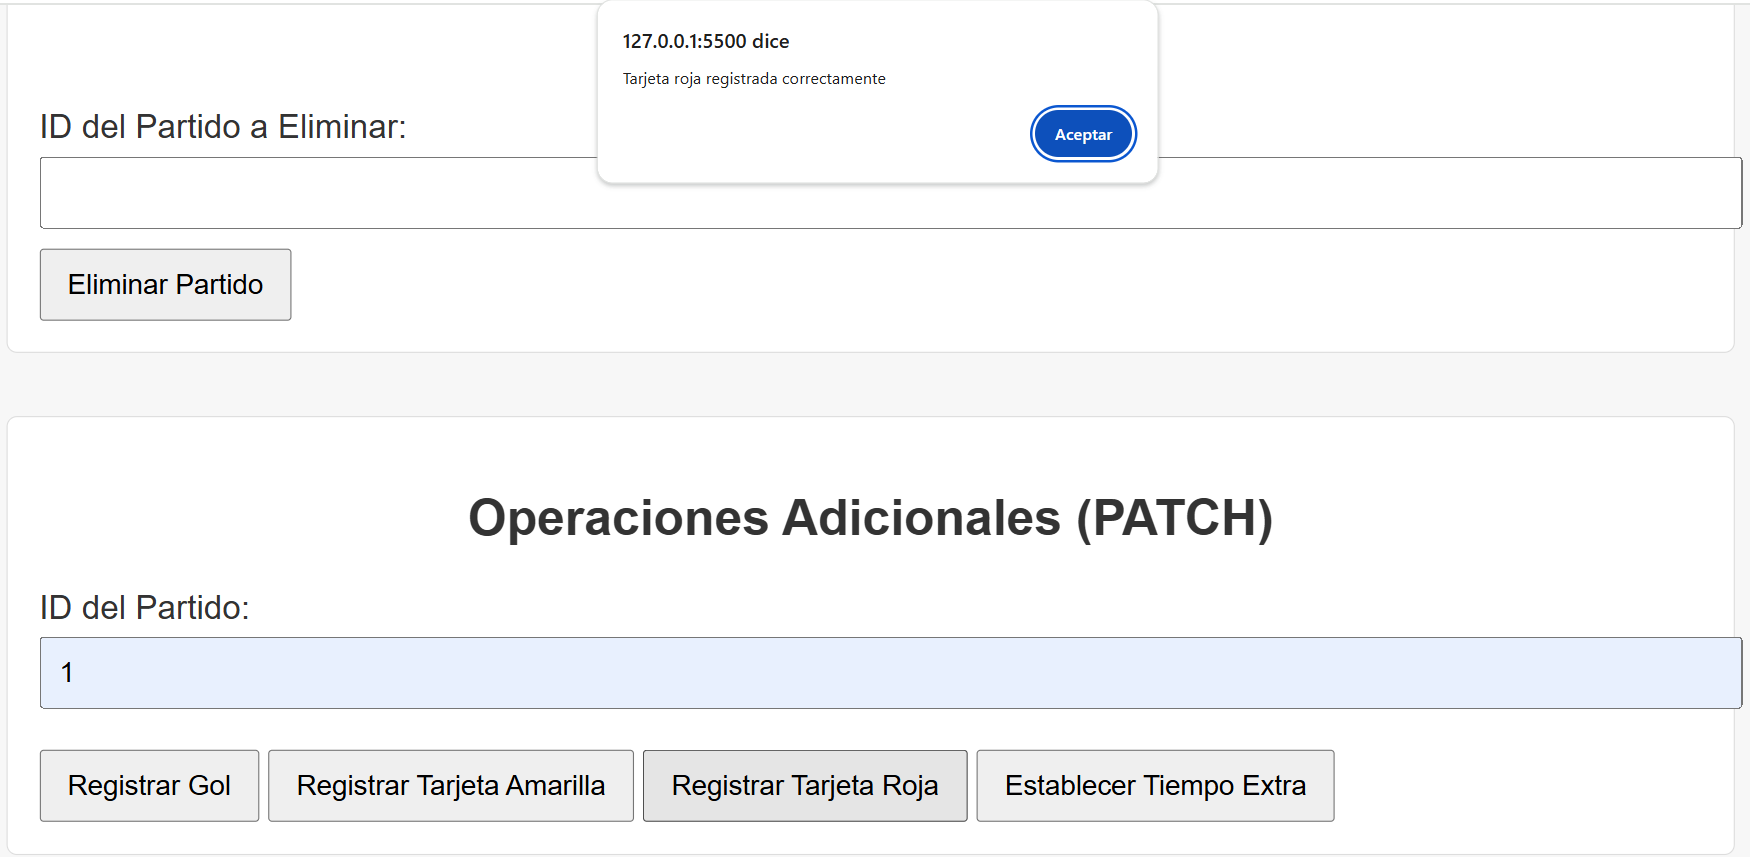 127.0.0.1:5500 dice
Tarjeta roja registrada correctamente
Aceptar
ID del Partido a Eliminar:
Eliminar Partido
Operaciones Adicionales (PATCH)
ID del Partido:
1
Registrar Gol Registrar Tarjeta Amarilla Registrar Tarjeta Roja Establecer Tiempo Extra